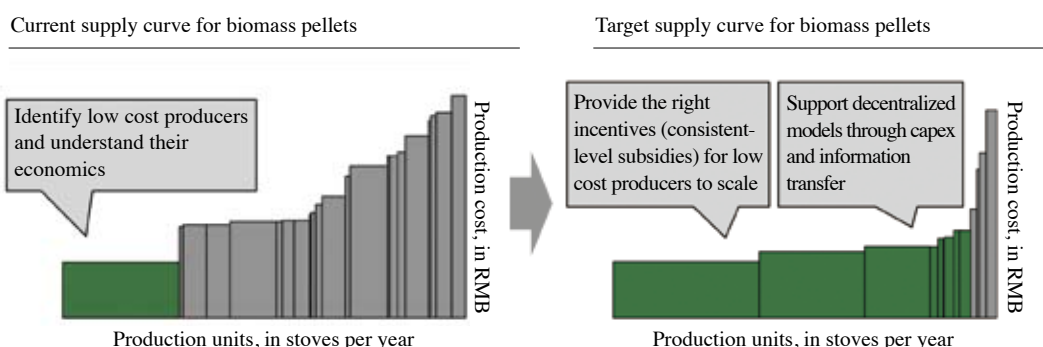 Current supply curve for biomass pellets
Identify low cost producers
and understand their
economics
Production cost, in RMB
Production units, in stoves per year
Target supply curve for biomass pellets
Provide the right
incentives (consistent-
level subsidies) for low
cost producers to scale
Support decentralized
models through capex
and information
transfer
Production cost, in RMB
Production units, in stoves per year